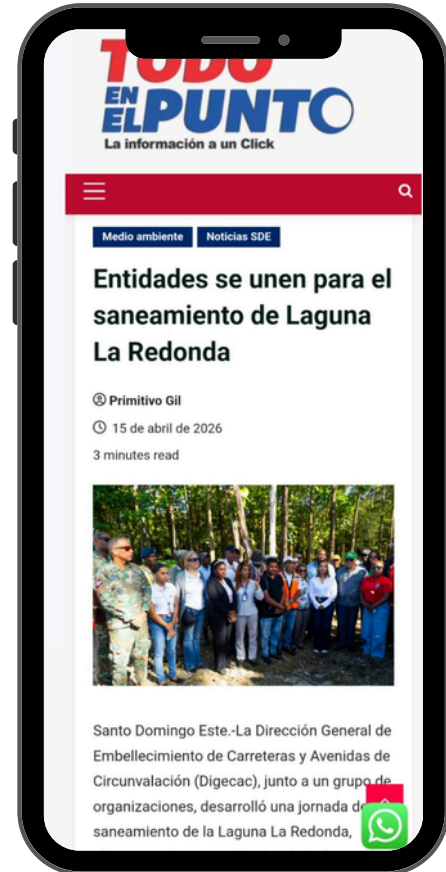 TODO
EN
EL PUNTO
La información a un Click
Medio ambiente
Noticias SDE
Entidades se unen para el
saneamiento de Laguna
La Redonda
Primitivo Gil
15 de abril de 2026
3 minutes read
Santo Domingo Este.-La Dirección General de
Embellecimiento de Carreteras y Avenidas de
Circunvalación (Digecac), junto a un grupo de
organizaciones, desarrolló una jornada de
saneamiento de la Laguna La Redonda,